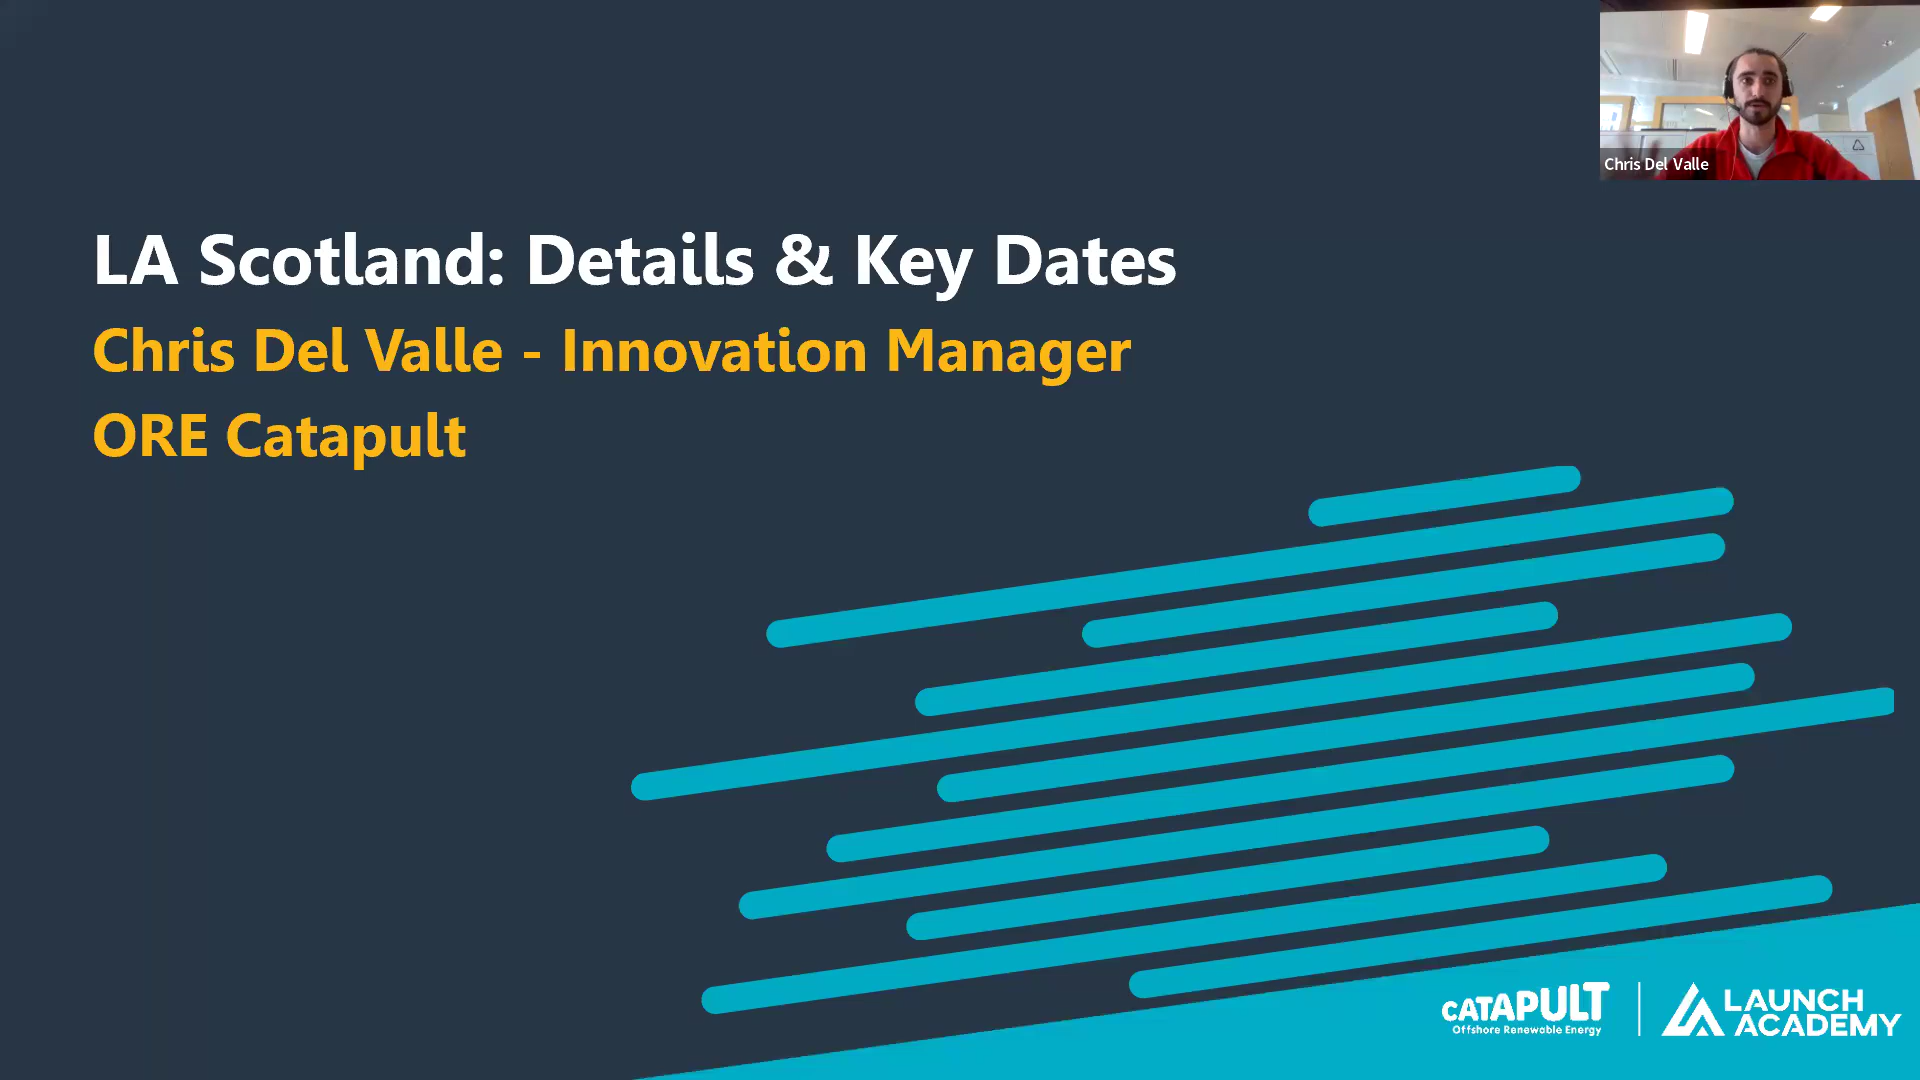 Chris Del Valle
LA Scotland: Details & Key Dates
Chris Del Valle - Innovation Manager
ORE Catapult
CATAPULT
Offshore Renewable Energy
LAUNCH
ACADEMY